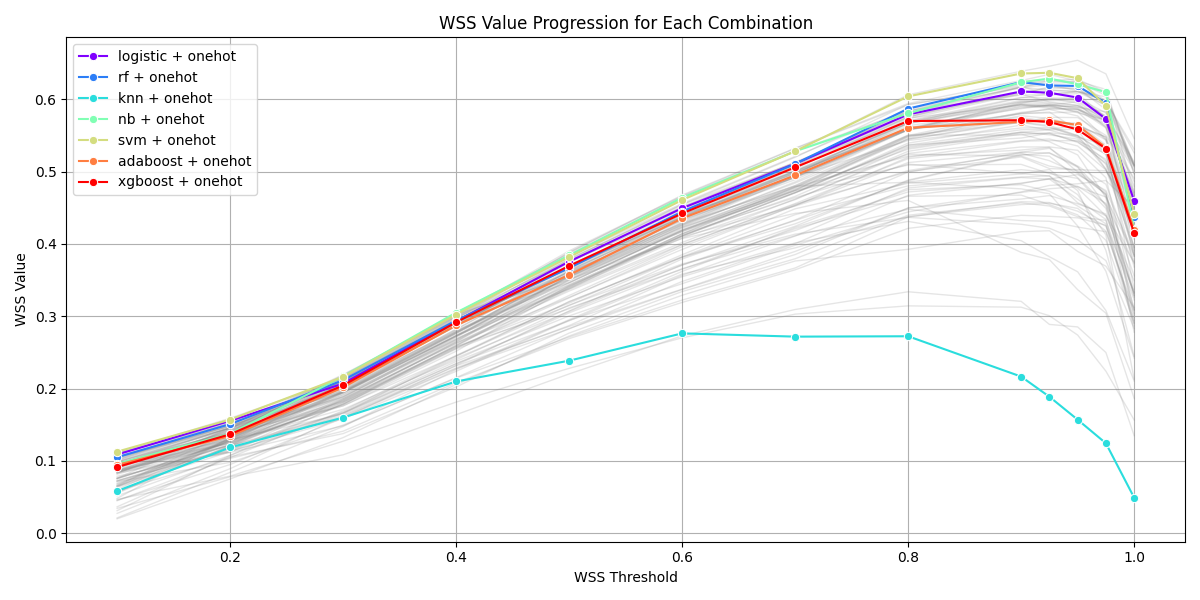 WSS Value Progression for Each Combination
logistic + onehot
rf + onehot
knn + onehot
nb + onehot
svm + onehot
adaboost + onehot
xgboost + onehot
WSS Value
0.6
0.5
0.4
0.3
0.2
0.1
0.0
0.2 0.4 0.6 0.8 1.0
WSS Threshold